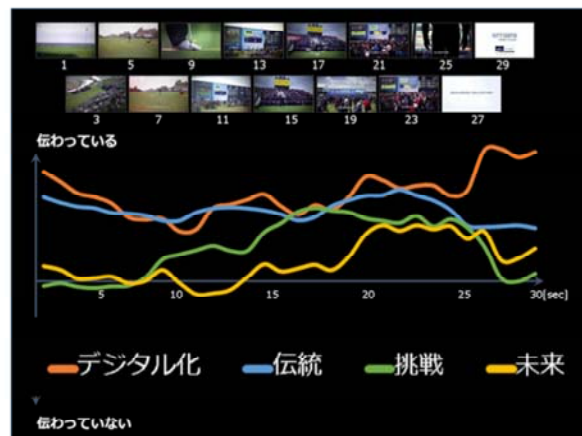 1 5 9 13 17 21 25 29
3 7 11 15 19 23 27
伝わっている
5 10 15 20 25 30[sec]
デジタル化 伝統 挑戦 未来
伝わっていない